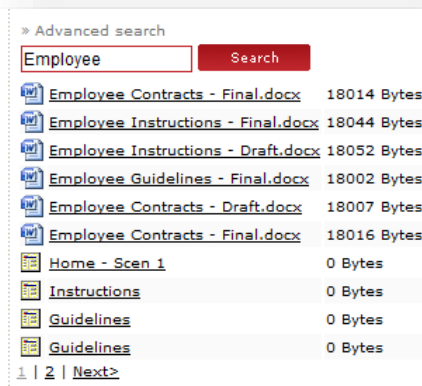 » Advanced search
Employee Search
Employee Contracts - Final.docx 18014 Bytes
Employee Instructions - Final.docx 18044 Bytes
Employee Instructions - Draft.docx 18052 Bytes
Employee Guidelines - Final.docx 18002 Bytes
Employee Contracts - Draft.docx 18007 Bytes
Employee Contracts - Final.docx 18016 Bytes
Home - Scen 1 0 Bytes
Instructions 0 Bytes
Guidelines 0 Bytes
Guidelines 0 Bytes
1 | 2 | Next>